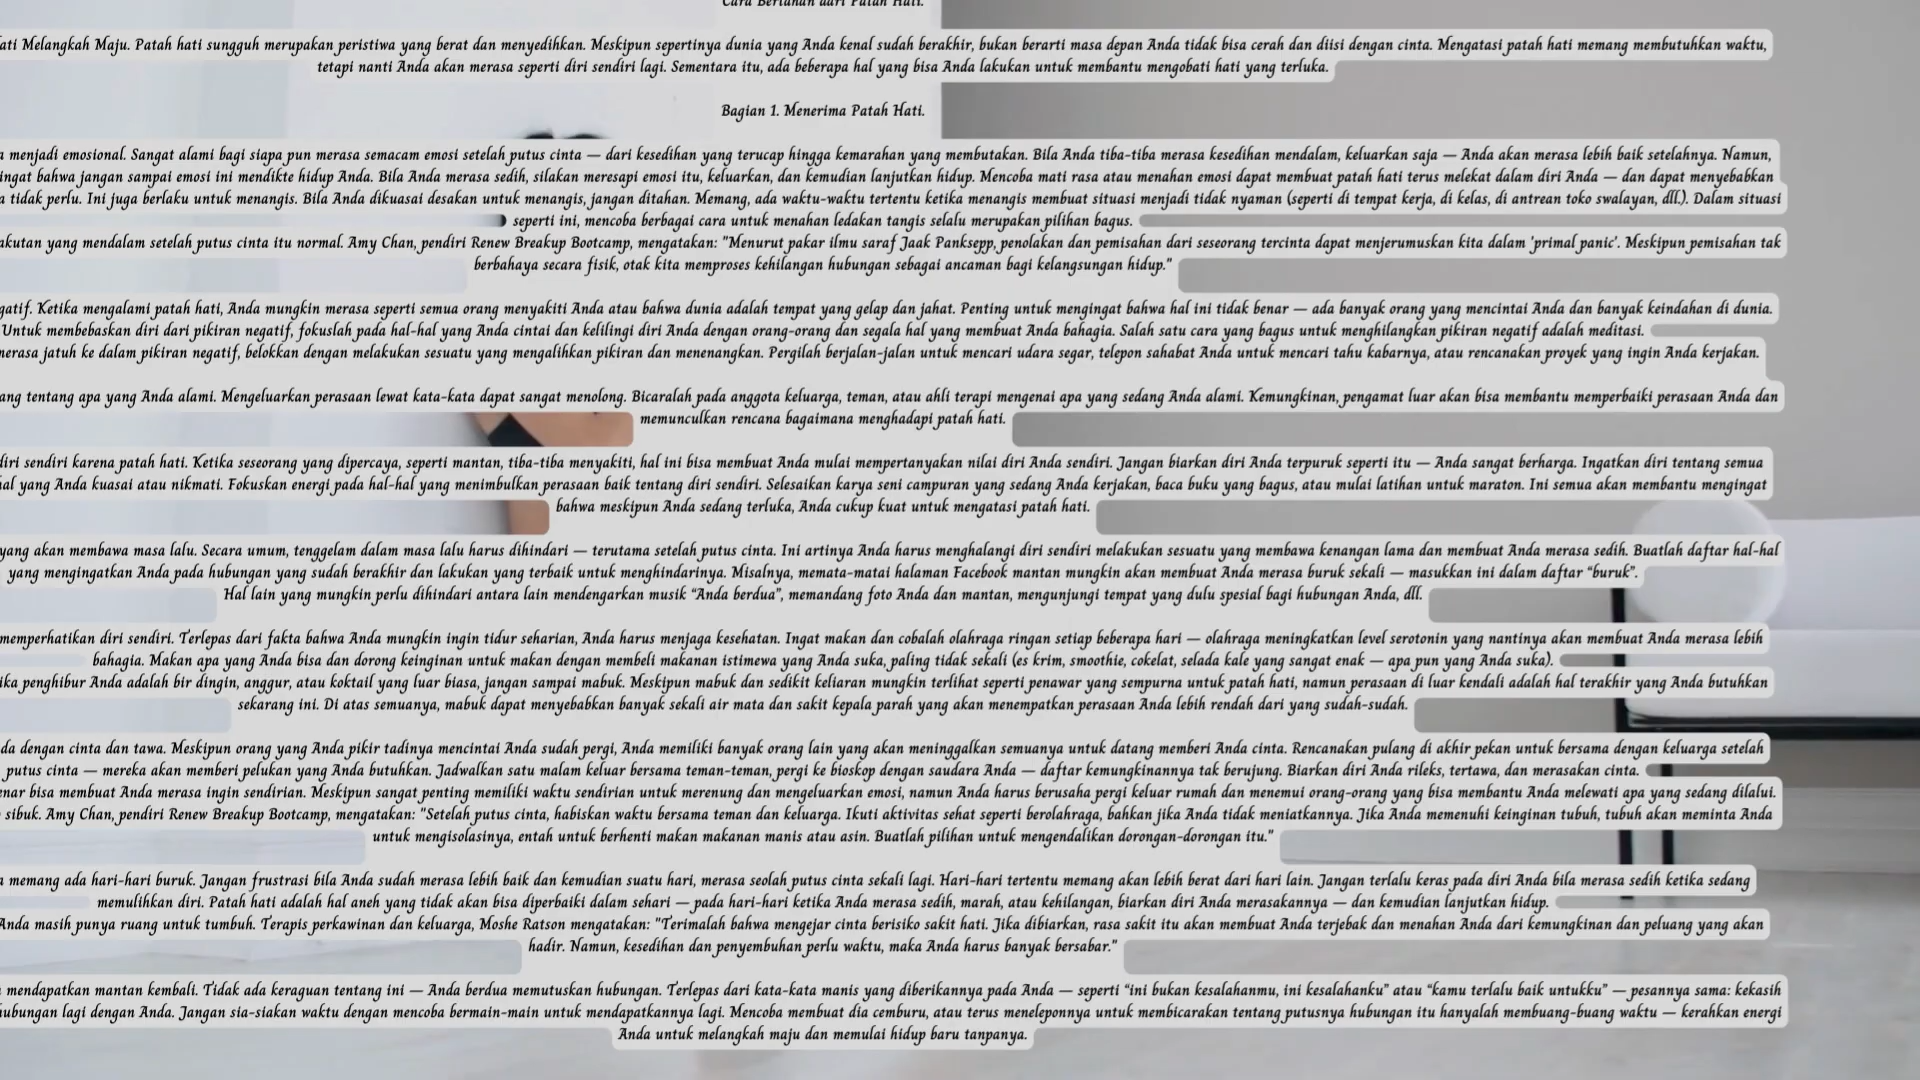 Cara Bertahan dari Patah Hati.
ati Melangkah Maju. Patah hati sungguh merupakan peristiwa yang berat dan menyedihkan. Meskipun sepertinya dunia yang Anda kenal sudah berakhir, bukan berarti masa depan Anda tidak bisa cerah dan diisi dengan cinta. Mengatasi patah hati memang membutuhkan waktu,
tetapi nanti Anda akan merasa seperti diri sendiri lagi. Sementara itu, ada beberapa hal yang bisa Anda lakukan untuk membantu mengobati hati yang terluka.
Bagian 1. Menerima Patah Hati.
menjadi emosional. Sangat alami bagi siapa pun merasa semacam emosi setelah putus cinta — dari kesedihan yang terucap hingga kemarahan yang membutakan. Bila Anda tiba-tiba merasa kesedihan mendalam, keluarkan saja — Anda akan merasa lebih baik setelahnya. Namun,
ingat bahwa jangan sampai emosi ini mendikte hidup Anda. Bila Anda merasa sedih, silakan meresapi emosi itu, keluarkan, dan kemudian lanjutkan hidup. Mencoba mati rasa atau menahan emosi dapat membuat patah hati terus melekat dalam diri Anda — dan dapat menyebabkan
tidak perlu. Ini juga berlaku untuk menangis. Bila Anda dikuasai desakan untuk menangis, jangan ditahan. Memang, ada waktu-waktu tertentu ketika menangis membuat situasi menjadi tidak nyaman (seperti di tempat kerja, di kelas, di antrean toko swalayan, dll.). Dalam situasi
seperti ini, mencoba berbagai cara untuk menahan ledakan tangis selalu merupakan pilihan bagus.
akutan yang mendalam setelah putus cinta itu normal. Amy Chan, pendiri Renew Breakup Bootcamp, mengatakan: "Menurut pakar ilmu saraf Jaak Panksepp, penolakan dan pemisahan dari seseorang tercinta dapat menjerumuskan kita dalam 'primal panic'. Meskipun pemisahan tak
berbahaya secara fisik, otak kita memproses kehilangan hubungan sebagai ancaman bagi kelangsungan hidup."
gatif. Ketika mengalami patah hati, Anda mungkin merasa seperti semua orang menyakiti Anda atau bahwa dunia adalah tempat yang gelap dan jahat. Penting untuk mengingat bahwa hal ini tidak benar — ada banyak orang yang mencintai Anda dan banyak keindahan di dunia.
Untuk membebaskan diri dari pikiran negatif, fokuslah pada hal-hal yang Anda cintai dan kelilingi diri Anda dengan orang-orang dan segala hal yang membuat Anda bahagia. Salah satu cara yang bagus untuk menghilangkan pikiran negatif adalah meditasi.
merasa jatuh ke dalam pikiran negatif, belokkan dengan melakukan sesuatu yang mengalihkan pikiran dan menenangkan. Pergilah berjalan-jalan untuk mencari udara segar, telepon sahabat Anda untuk mencari tahu kabarnya, atau rencanakan proyek yang ingin Anda kerjakan.
ang tentang apa yang Anda alami. Mengeluarkan perasaan lewat kata-kata dapat sangat menolong. Bicaralah pada anggota keluarga, teman, atau ahli terapi mengenai apa yang sedang Anda alami. Kemungkinan, pengamat luar akan bisa membantu memperbaiki perasaan Anda dan
memunculkan rencana bagaimana menghadapi patah hati.
diri sendiri karena patah hati. Ketika seseorang yang dipercaya, seperti mantan, tiba-tiba menyakiti, hal ini bisa membuat Anda mulai mempertanyakan nilai diri Anda sendiri. Jangan biarkan diri Anda terpuruk seperti itu — Anda sangat berharga. Ingatkan diri tentang semua
hal yang Anda kuasai atau nikmati. Fokuskan energi pada hal-hal yang menimbulkan perasaan baik tentang diri sendiri. Selesaikan karya seni campuran yang sedang Anda kerjakan, baca buku yang bagus, atau mulai latihan untuk maraton. Ini semua akan membantu mengingat
bahwa meskipun Anda sedang terluka, Anda cukup kuat untuk mengatasi patah hati.
yang akan membawa masa lalu. Secara umum, tenggelam dalam masa lalu harus dihindari — terutama setelah putus cinta. Ini artinya Anda harus menghalangi diri sendiri melakukan sesuatu yang membawa kenangan lama dan membuat Anda merasa sedih. Buatlah daftar hal-hal
yang mengingatkan Anda pada hubungan yang sudah berakhir dan lakukan yang terbaik untuk menghindarinya. Misalnya, memata-matai halaman Facebook mantan mungkin akan membuat Anda merasa buruk sekali — masukkan ini dalam daftar “buruk”.
Hal lain yang mungkin perlu dihindari antara lain mendengarkan musik “Anda berdua”, memandang foto Anda dan mantan, mengunjungi tempat yang dulu spesial bagi hubungan Anda, dll.
memperhatikan diri sendiri. Terlepas dari fakta bahwa Anda mungkin ingin tidur seharian, Anda harus menjaga kesehatan. Ingat makan dan cobalah olahraga ringan setiap beberapa hari — olahraga meningkatkan level serotonin yang nantinya akan membuat Anda merasa lebih
bahagia. Makan apa yang Anda bisa dan dorong keinginan untuk makan dengan membeli makanan istimewa yang Anda suka, paling tidak sekali (es krim, smoothie, cokelat, selada kale yang sangat enak — apa pun yang Anda suka).
ika penghibur Anda adalah bir dingin, anggur, atau koktail yang luar biasa, jangan sampai mabuk. Meskipun mabuk dan sedikit keliaran mungkin terlihat seperti penawar yang sempurna untuk patah hati, namun perasaan di luar kendali adalah hal terakhir yang Anda butuhkan
sekarang ini. Di atas semuanya, mabuk dapat menyebabkan banyak sekali air mata dan sakit kepala parah yang akan menempatkan perasaan Anda lebih rendah dari yang sudah-sudah.
da dengan cinta dan tawa. Meskipun orang yang Anda pikir tadinya mencintai Anda sudah pergi, Anda memiliki banyak orang lain yang akan meninggalkan semuanya untuk datang memberi Anda cinta. Rencanakan pulang di akhir pekan untuk bersama dengan keluarga setelah
putus cinta — mereka akan memberi pelukan yang Anda butuhkan. Jadwalkan satu malam keluar bersama teman-teman, pergi ke bioskop dengan saudara Anda — daftar kemungkinannya tak berujung. Biarkan diri Anda rileks, tertawa, dan merasakan cinta.
enar bisa membuat Anda merasa ingin sendirian. Meskipun sangat penting memiliki waktu sendirian untuk merenung dan mengeluarkan emosi, namun Anda harus berusaha pergi keluar rumah dan menemui orang-orang yang bisa membantu Anda melewati apa yang sedang dilalui.
sibuk. Amy Chan, pendiri Renew Breakup Bootcamp, mengatakan: "Setelah putus cinta, habiskan waktu bersama teman dan keluarga. Ikuti aktivitas sehat seperti berolahraga, bahkan jika Anda tidak meniatkannya. Jika Anda memenuhi keinginan tubuh, tubuh akan meminta Anda
untuk mengisolasinya, entah untuk berhenti makan makanan manis atau asin. Buatlah pilihan untuk mengendalikan dorongan-dorongan itu."
memang ada hari-hari buruk. Jangan frustrasi bila Anda sudah merasa lebih baik dan kemudian suatu hari, merasa seolah putus cinta sekali lagi. Hari-hari tertentu memang akan lebih berat dari hari lain. Jangan terlalu keras pada diri Anda bila merasa sedih ketika sedang
memulihkan diri. Patah hati adalah hal aneh yang tidak akan bisa diperbaiki dalam sehari — pada hari-hari ketika Anda merasa sedih, marah, atau kehilangan, biarkan diri Anda merasakannya — dan kemudian lanjutkan hidup.
Anda masih punya ruang untuk tumbuh. Terapis perkawinan dan keluarga, Moshe Ratson mengatakan: "Terimalah bahwa mengejar cinta berisiko sakit hati. Jika dibiarkan, rasa sakit itu akan membuat Anda terjebak dan menahan Anda dari kemungkinan dan peluang yang akan
hadir. Namun, kesedihan dan penyembuhan perlu waktu, maka Anda harus banyak bersabar."
mendapatkan mantan kembali. Tidak ada keraguan tentang ini — Anda berdua memutuskan hubungan. Terlepas dari kata-kata manis yang diberikannya pada Anda — seperti “ini bukan kesalahanmu, ini kesalahanku” atau “kamu terlalu baik untukku” — pesannya sama: kekasih
hubungan lagi dengan Anda. Jangan sia-siakan waktu dengan mencoba bermain-main untuk mendapatkannya lagi. Mencoba membuat dia cemburu, atau terus meneleponnya untuk membicarakan tentang putusnya hubungan itu hanyalah membuang-buang waktu — kerahkan energi
Anda untuk melangkah maju dan memulai hidup baru tanpanya.